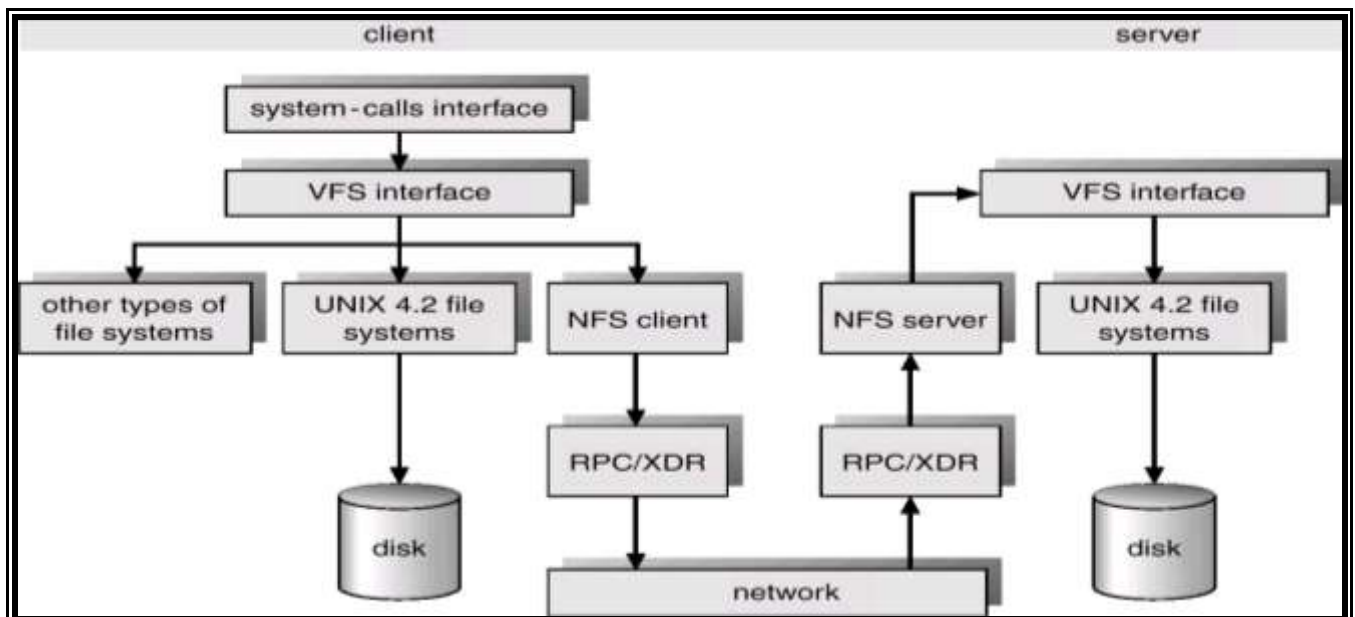 client
server
system-calls interface
VFS interface
VFS interface
other types of
file systems
UNIX 4.2 file
systems
NFS client
NFS server
UNIX 4.2 file
systems
RPC/XDR
RPC/XDR
disk
disk
network